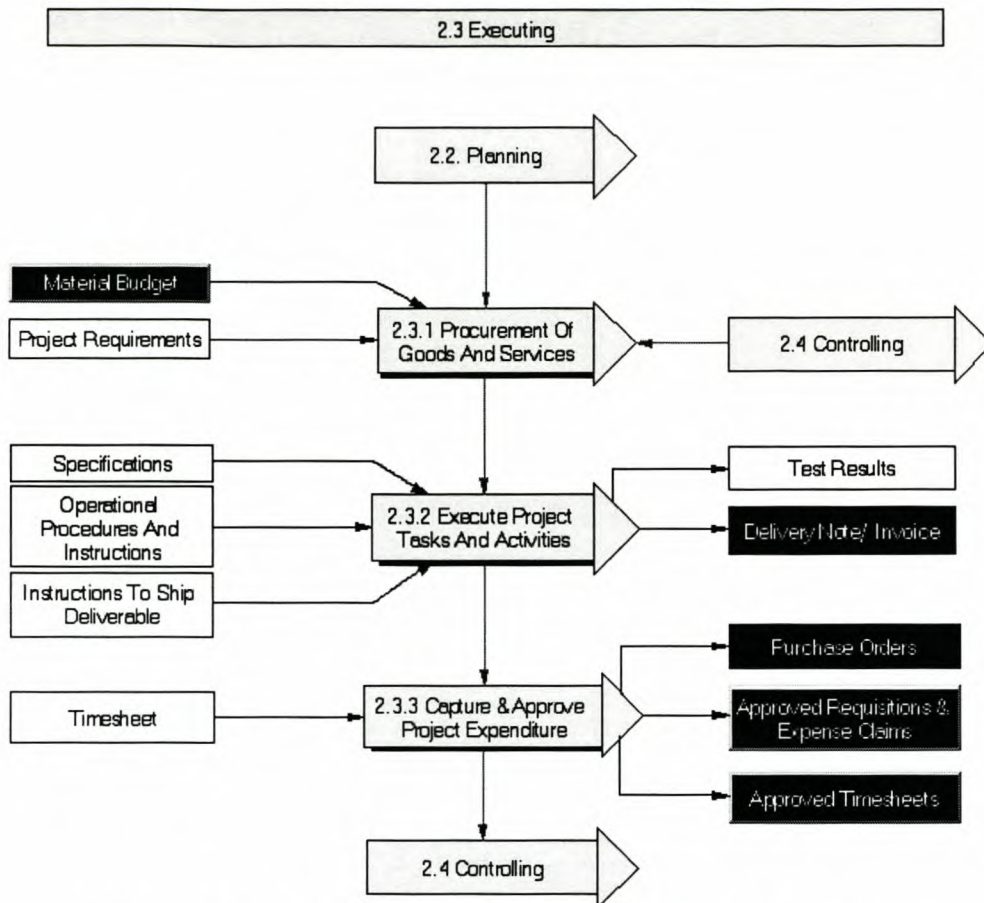 2.3 Executing
2.2. Planning
Material Budget
Project Requirements
2.3.1 Procurement Of
Goods And Services
2.4 Controlling
Specifications
Operational
Procedures And
Instructions
Instructions To Ship
Deliverable
2.3.2 Execute Project
Tasks And Activities
Test Results
Delivery Note/ Invoice
Timesheet
2.3.3 Capture & Approve
Project Expenditure
Purchase Orders
Approved Requisitions &
Expense Claims
Approved Timesheets
2.4 Controlling